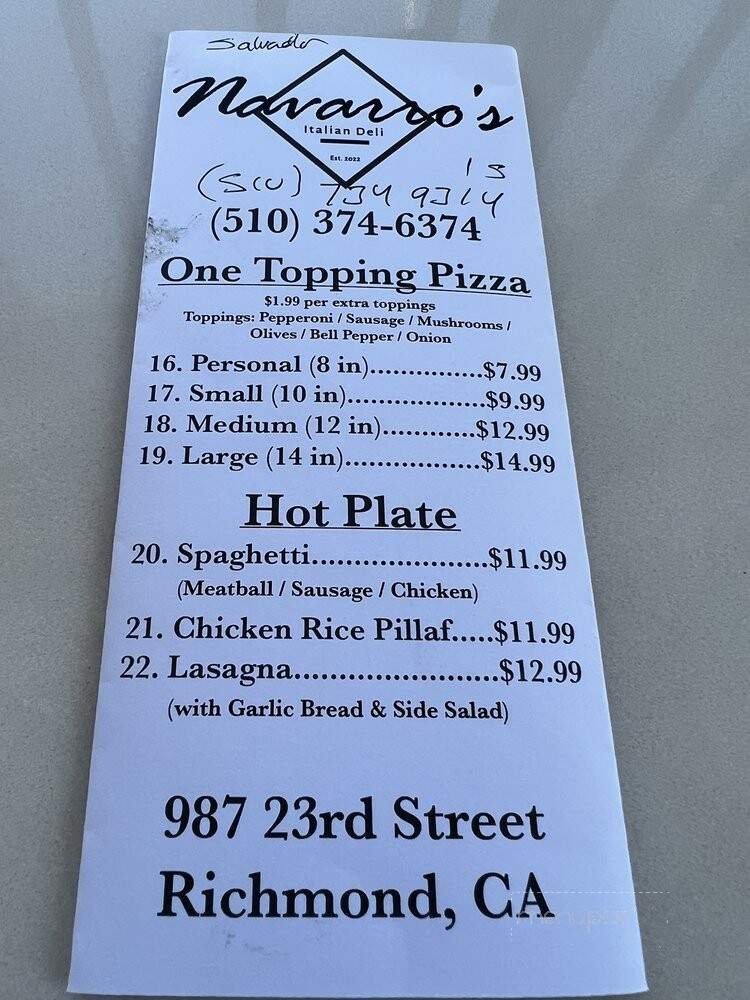 Salvador
Navarro's
Italian Deli
Est. 2022
13
(510) 734 9314
(510) 374-6374
One Topping Pizza
$1.99 per extra toppings
Toppings: Pepperoni / Sausage / Mushrooms /
Olives / Bell Pepper / Onion
16. Personal (8 in)...............$7.99
17. Small (10 in)..................$9.99
18. Medium (12 in)............$12.99
19. Large (14 in)..................$14.99
Hot Plate
20. Spaghetti.......................$11.99
(Meatball / Sausage / Chicken)
21. Chicken Rice Pillaf.....$11.99
22. Lasagna..........................$12.99
(with Garlic Bread & Side Salad)
987 23rd Street
Richmond, CA